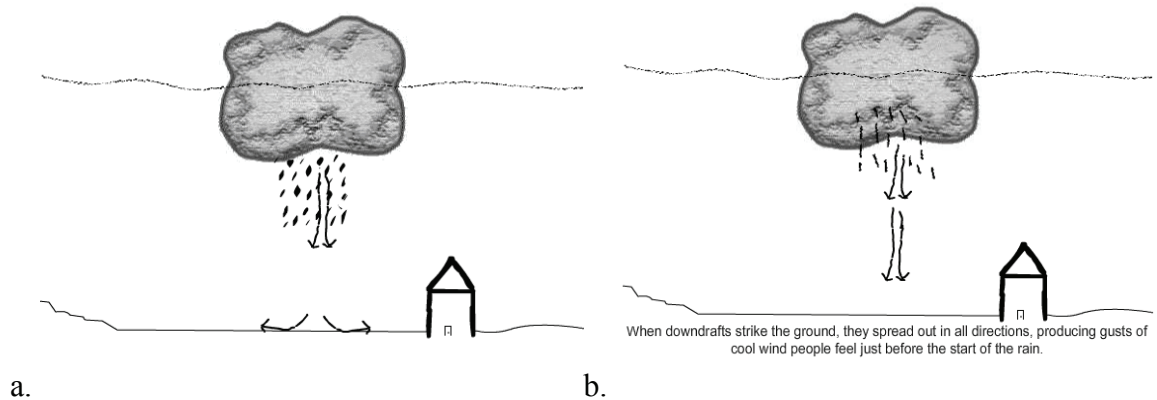 When downdrafts strike the ground, they spread out in all directions, producing gusts of
cool wind people feel just before the start of the rain.
a.
b.